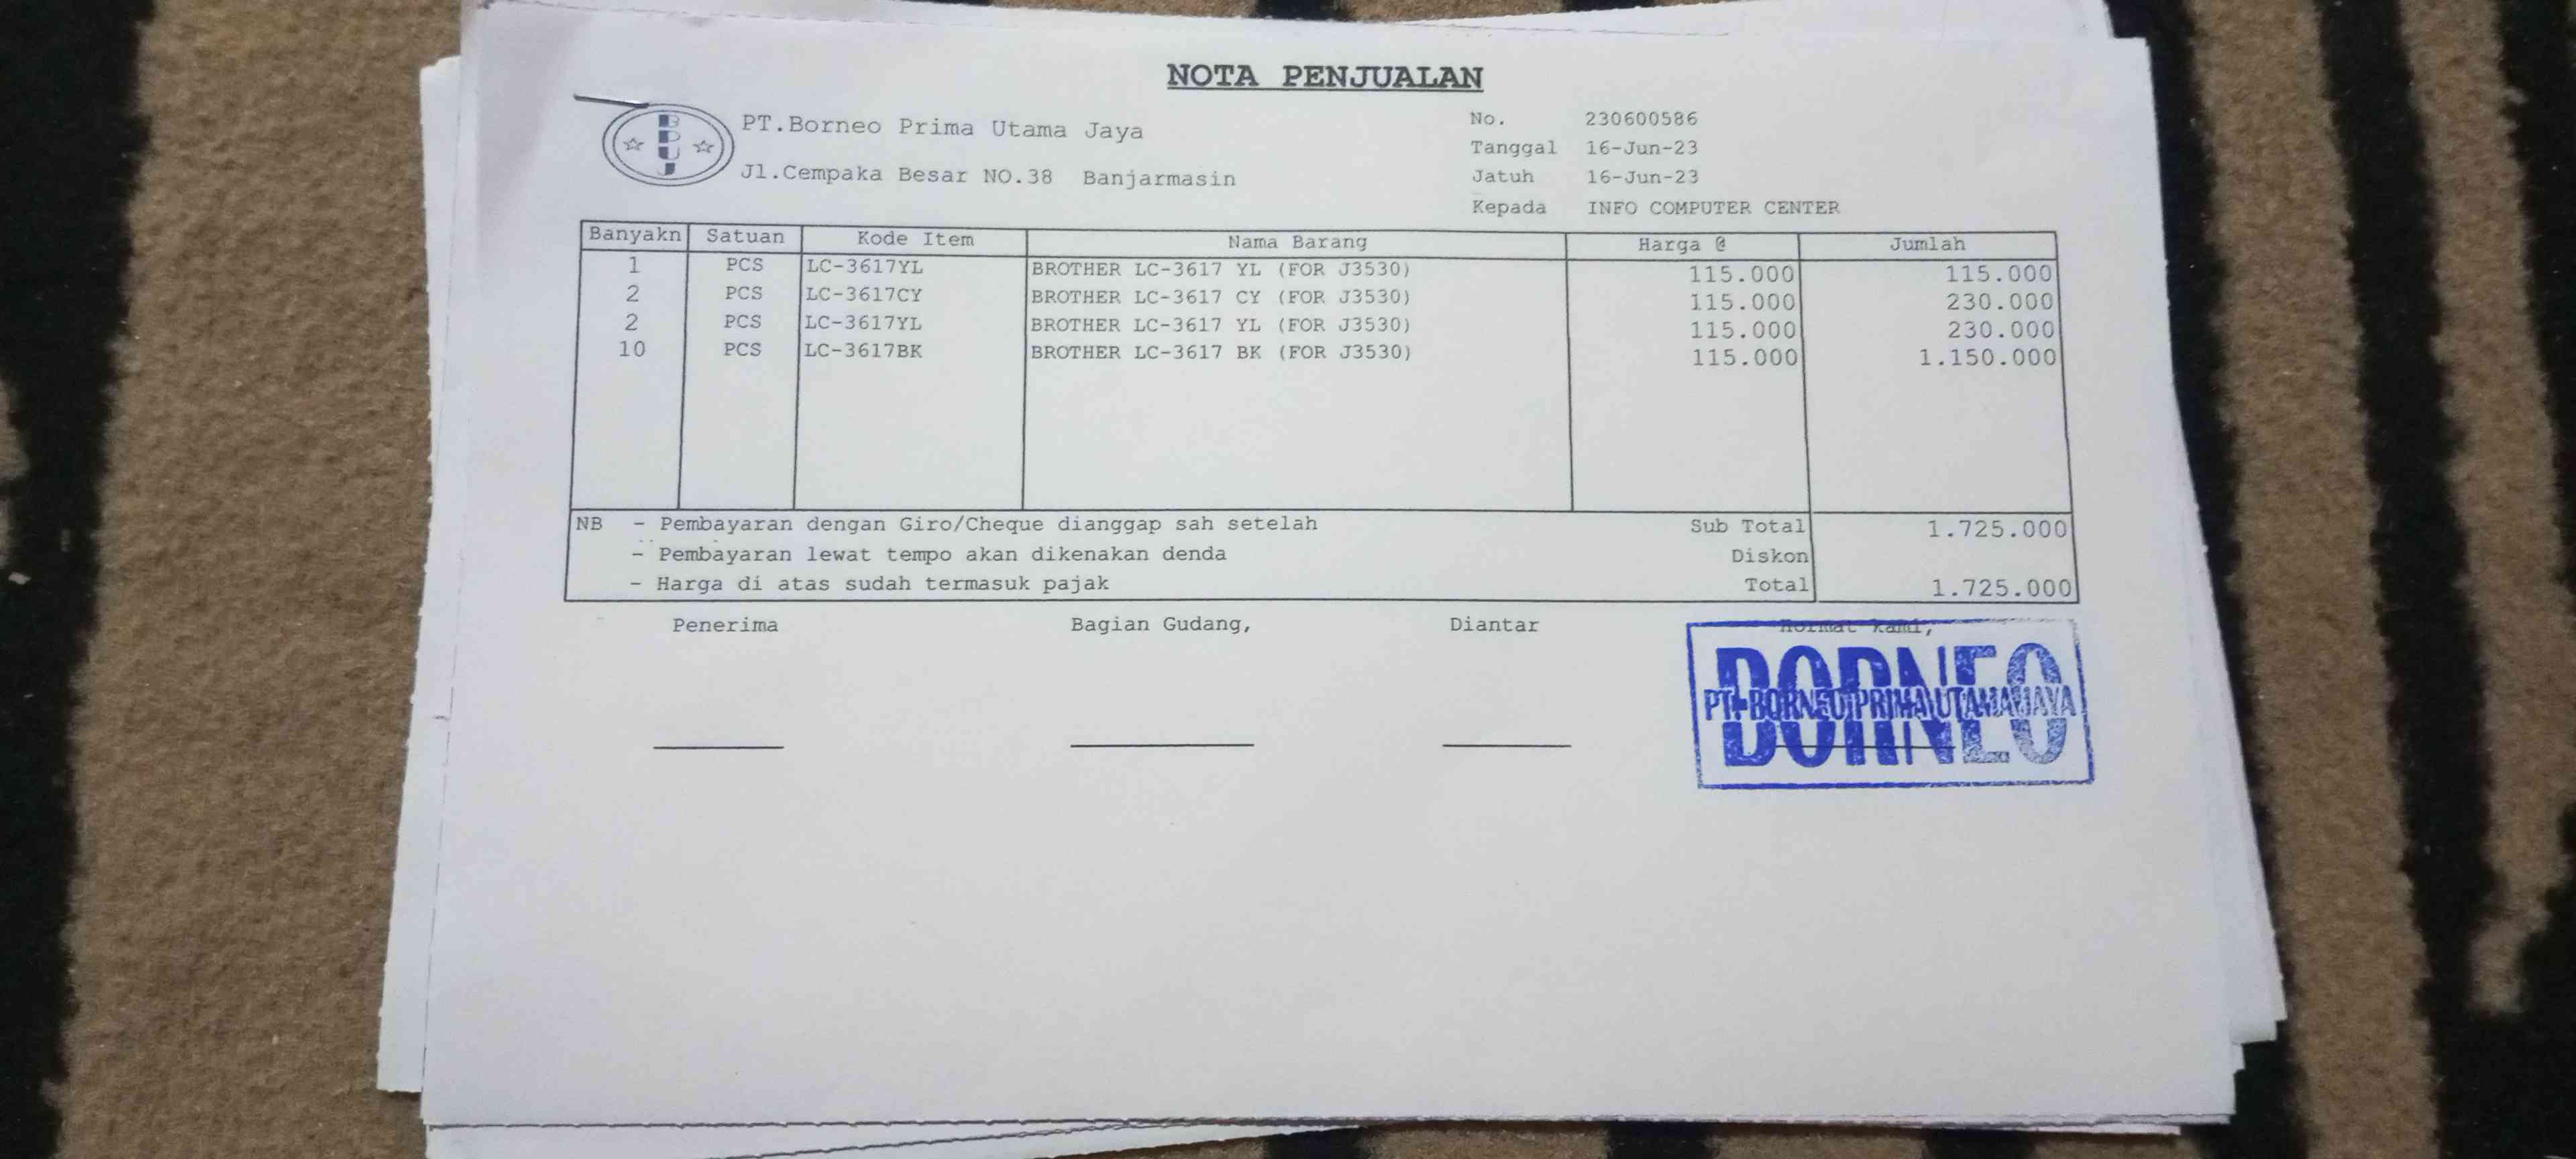 NOTA PENJUALAN
BPUJ
PT.Borneo Prima Utama Jaya
Jl.Cempaka Besar NO.38 Banjarmasin
No. 230600586
Tanggal 16-Jun-23
Jatuh 16-Jun-23
Kepada INFO COMPUTER CENTER
Banyakn Satuan Kode Item Nama Barang Harga @ Jumlah
1 PCS LC-3617YL BROTHER LC-3617 YL (FOR J3530) 115.000 115.000
2 PCS LC-3617CY BROTHER LC-3617 CY (FOR J3530) 115.000 230.000
2 PCS LC-3617YL BROTHER LC-3617 YL (FOR J3530) 115.000 230.000
10 PCS LC-3617BK BROTHER LC-3617 BK (FOR J3530) 115.000 1.150.000
NB - Pembayaran dengan Giro/Cheque dianggap sah setelah Sub Total 1.725.000
- Pembayaran lewat tempo akan dikenakan denda Diskon
- Harga di atas sudah termasuk pajak Total 1.725.000
Penerima Bagian Gudang, Diantar Hormat kami,
BORNEO
PT. BORNEO PRIMA UTAMA JAYA